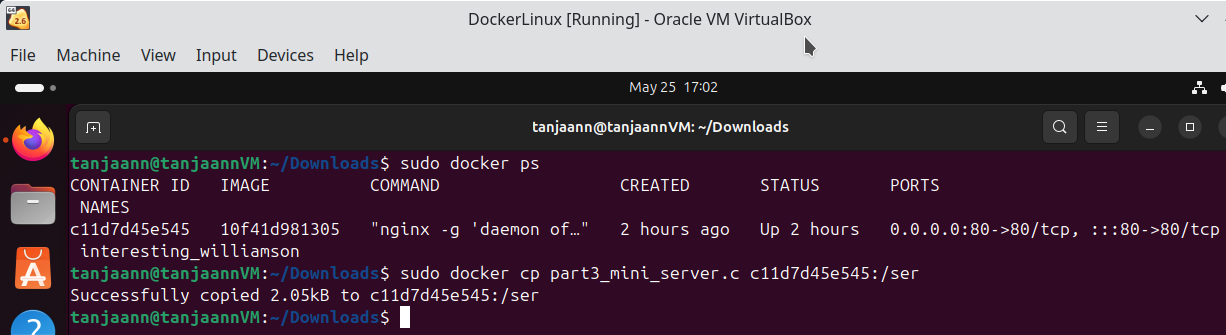 64
2.6
DockerLinux [Running] - Oracle VM VirtualBox
File Machine View Input Devices Help
May 25 17:02
tanjaann@tanjaannVM: ~/Downloads
tanjaann@tanjaannVM:~/Downloads$ sudo docker ps
CONTAINER ID IMAGE COMMAND CREATED STATUS PORTS
NAMES
c11d7d45e545 10f41d981305 "nginx -g 'daemon of…" 2 hours ago Up 2 hours 0.0.0.0:80->80/tcp, :::80->80/tcp
interesting_williamson
tanjaann@tanjaannVM:~/Downloads$ sudo docker cp part3_mini_server.c c11d7d45e545:/ser
Successfully copied 2.05kB to c11d7d45e545:/ser
tanjaann@tanjaannVM:~/Downloads$